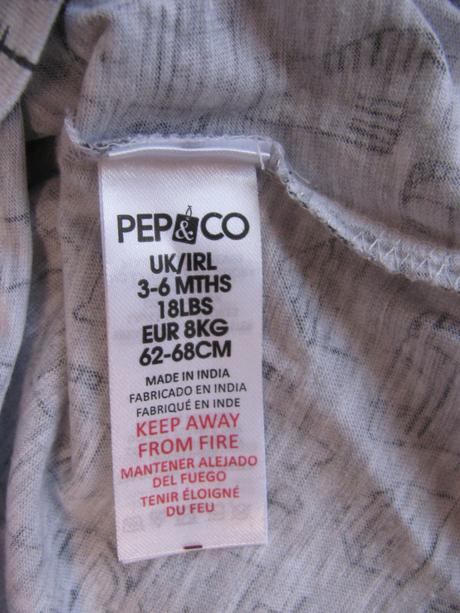 PEP&CO
UK/IRL
3-6 MTHS
18LBS
EUR 8KG
62-68CM
MADE IN INDIA
FABRICADO EN INDIA
FABRIQUÉ EN INDE
KEEP AWAY
FROM FIRE
MANTENER ALEJADO
DEL FUEGO
TENIR ÉLOIGNÉ
DU FEU